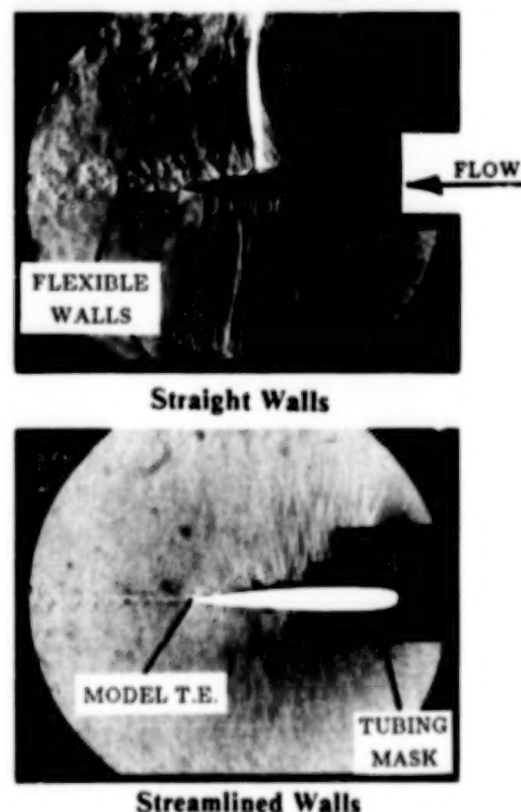 FLOW
FLEXIBLE
WALLS
Straight Walls
MODEL T.E.
TUBING
MASK
Streamlined Walls